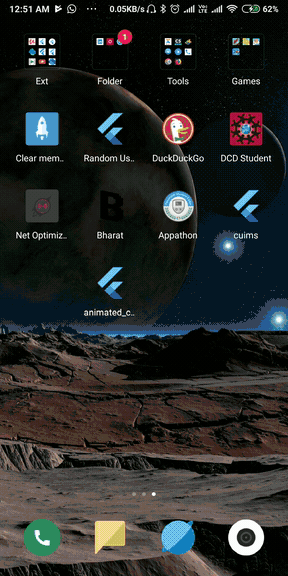 12:51 AM ... 0.05KB/s VoLTE 62%
1
Ext Folder Tools Games
Clear mem.. Random Us.. DuckDuckGo DCD Student
Net Optimiz.. B Bharat Appathon cuims
animated_c..